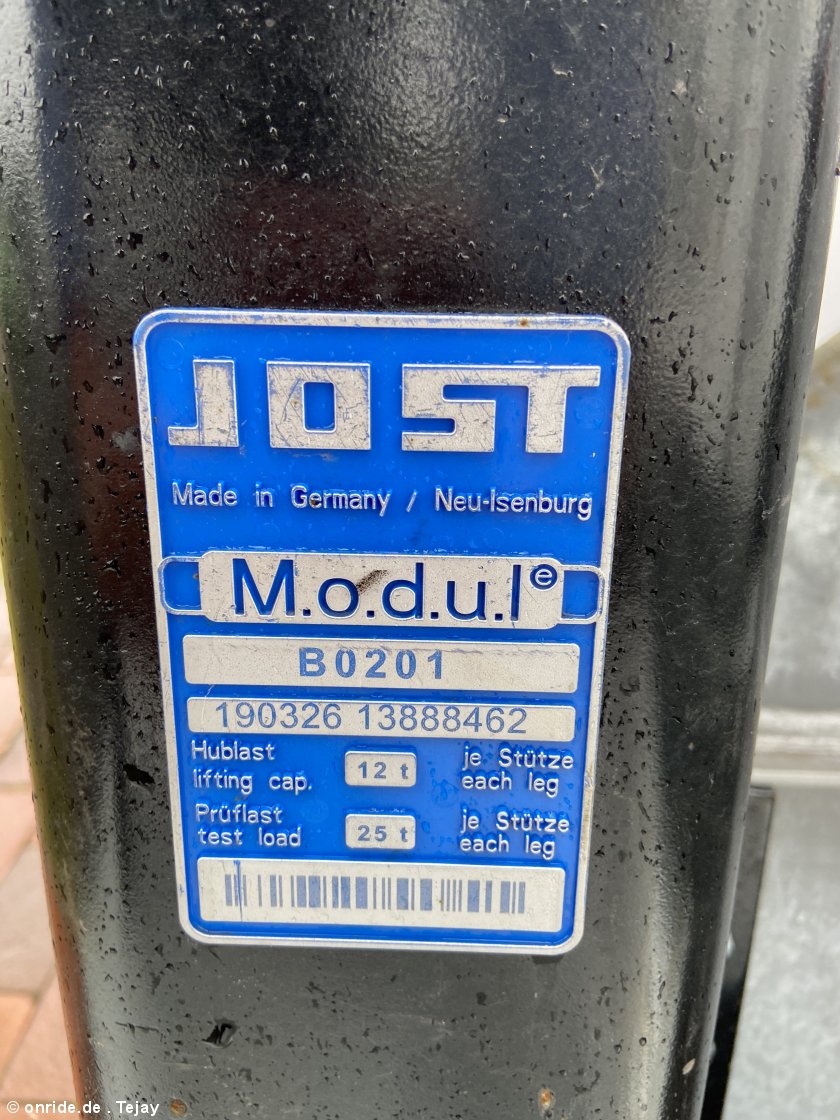 JOST
Made in Germany / Neu-Isenburg
M.o.d.u.l e
B0201
190326 13888462
Hublast
lifting cap. 12 t je Stütze
each leg
Prüflast
test load 25 t je Stütze
each leg
© onride.de . Tejay